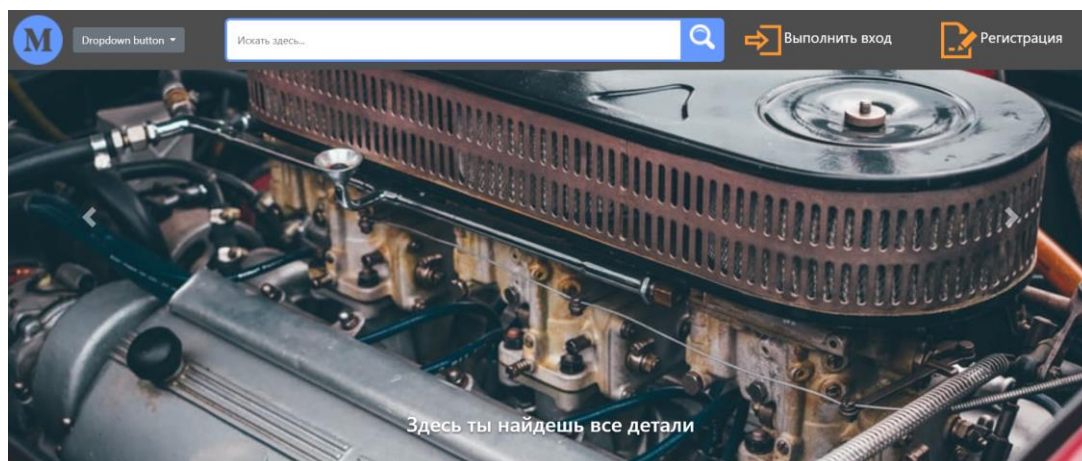 M
Dropdown button
Искать здесь...
Выполнить вход
Регистрация
Здесь ты найдешь все детали